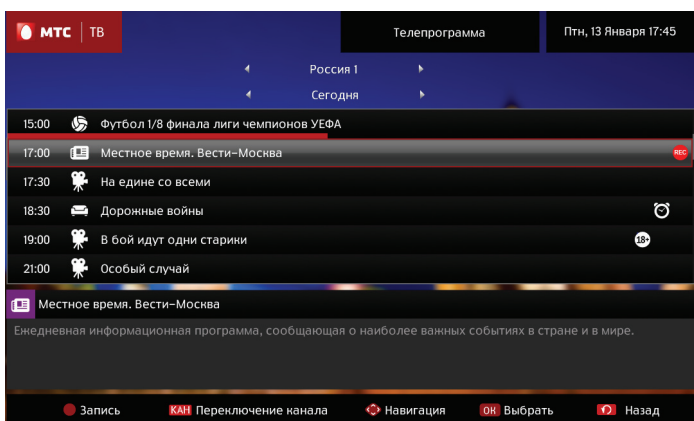 МТС ТВ Телепрограмма Птн, 13 Января 17:45
Россия 1
Сегодня
15:00 Футбол 1/8 финала лиги чемпионов УЕФА
17:00 Местное время. Вести-Москва REC
17:30 На едине со всеми
18:30 Дорожные войны
19:00 В бой идут одни старики 18+
21:00 Особый случай
Местное время. Вести-Москва
Ежедневная информационная программа, сообщающая о наиболее важных событиях в стране и в мире.
Запись КАН Переключение канала Навигация ОК Выбрать Назад